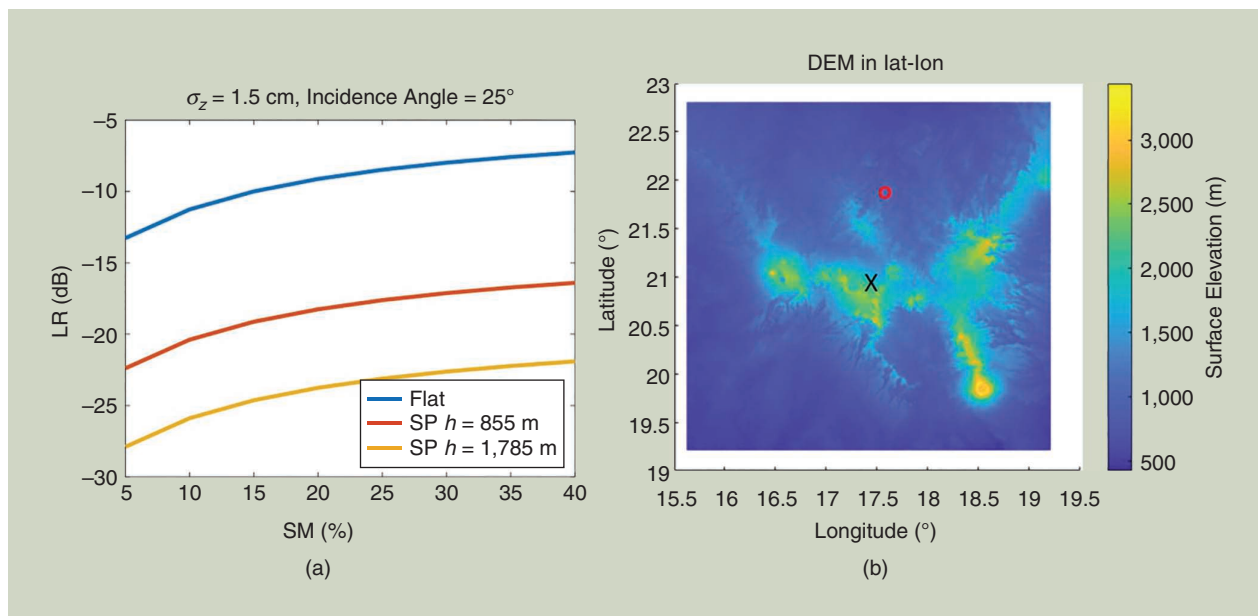 σz = 1.5 cm, Incidence Angle = 25°
–5
–10
–15
–20
–25
–30
LR (dB)
Flat
SP h = 855 m
SP h = 1,785 m
5 10 15 20 25 30 35 40
SM (%)
(a)
DEM in lat-lon
23
22.5
22
21.5
21
20.5
20
19.5
19
Latitude (°)
X
15.5 16 16.5 17 17.5 18 18.5 19 19.5
Longitude (°)
(b)
3,000
2,500
2,000
1,500
1,000
500
Surface Elevation (m)